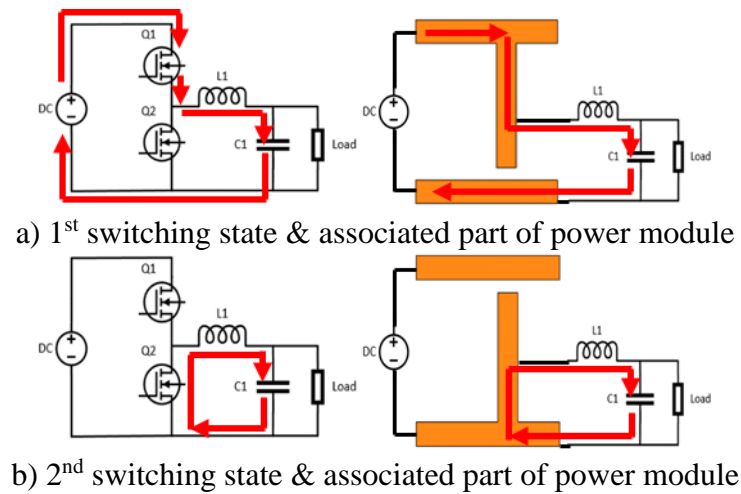 Q1
L1
DC
Q2
C1
Load
L1
DC
C1
Load
a) 1st switching state & associated part of power module
Q1
L1
DC
Q2
C1
Load
L1
DC
C1
Load
b) 2nd switching state & associated part of power module